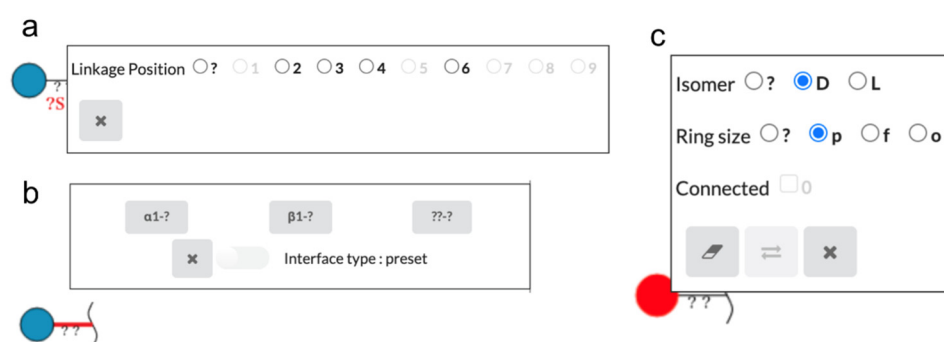 a
Linkage Position ? 1 2 3 4 5 6 7 8 9
?
?S
×
b
α1-? β1-? ??-?
× Interface type : preset
? ?
c
Isomer ? D L
Ring size ? p f o
Connected 0
×
? ?